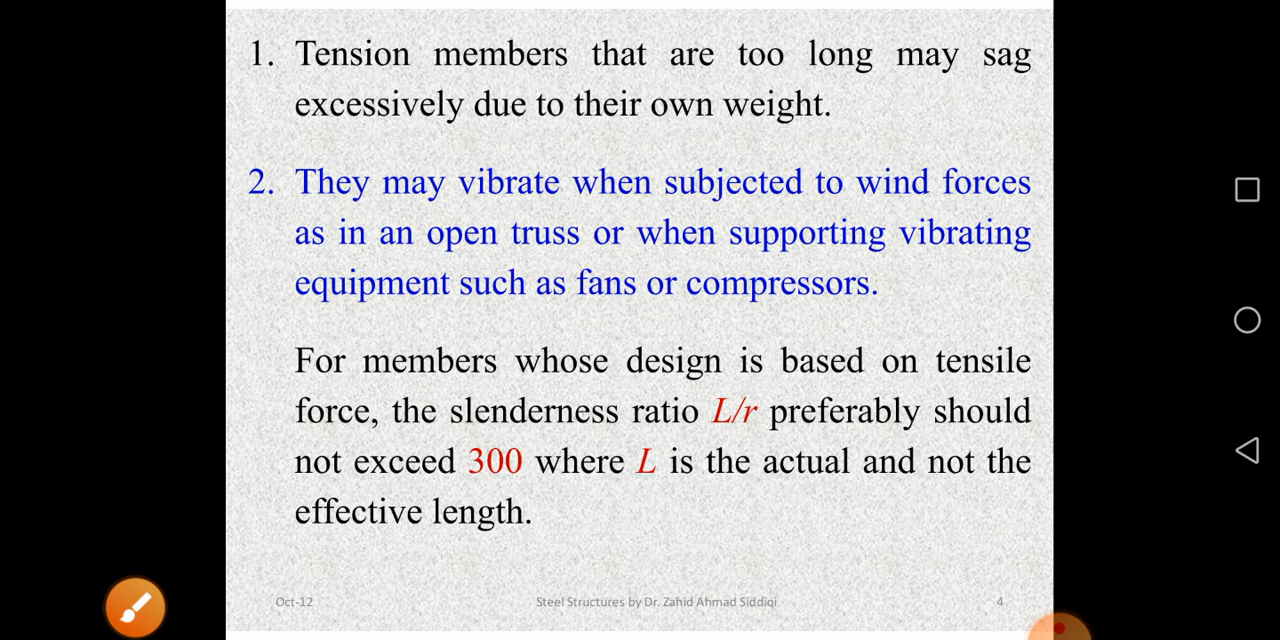 1. Tension members that are too long may sag
excessively due to their own weight.
2. They may vibrate when subjected to wind forces
as in an open truss or when supporting vibrating
equipment such as fans or compressors.
For members whose design is based on tensile
force, the slenderness ratio L/r preferably should
not exceed 300 where L is the actual and not the
effective length.
Oct-12 Steel Structures by Dr. Zahid Ahmad Siddiqi 4